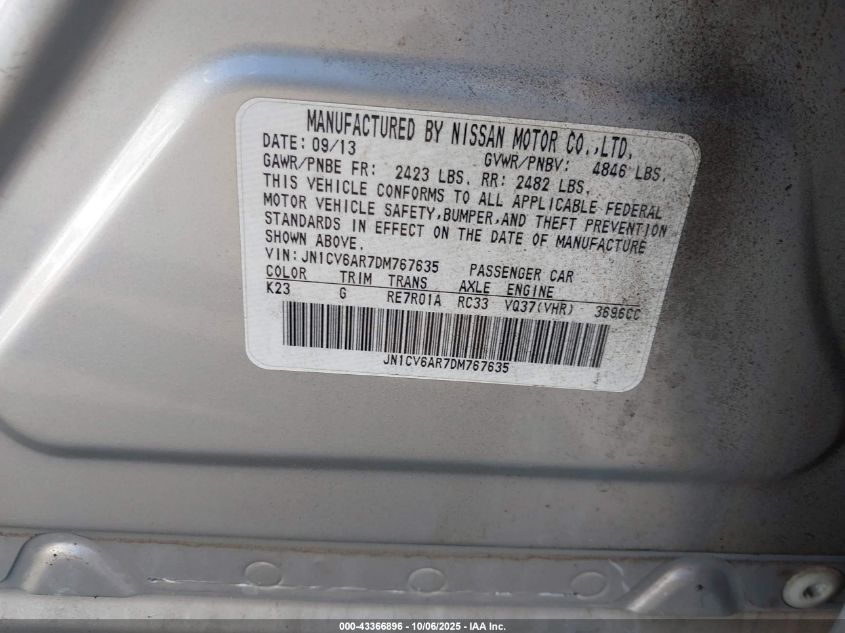 MANUFACTURED BY NISSAN MOTOR CO.,LTD.
DATE: 09/13 GVWR/PNBV: 4846 LBS.
GAWR/PNBE FR: 2423 LBS. RR: 2482 LBS.
THIS VEHICLE CONFORMS TO ALL APPLICABLE FEDERAL
MOTOR VEHICLE SAFETY,BUMPER,AND THEFT PREVENTION
STANDARDS IN EFFECT ON THE DATE OF MANUFACTURE
SHOWN ABOVE.
VIN: JN1CV6AR7DM767635 PASSENGER CAR
COLOR TRIM TRANS AXLE ENGINE
K23 G RE7R01A RC33 VQ37(VHR) 3696CC
JN1CV6AR7DM767635
000-43366896 - 10/06/2025 - IAA Inc.